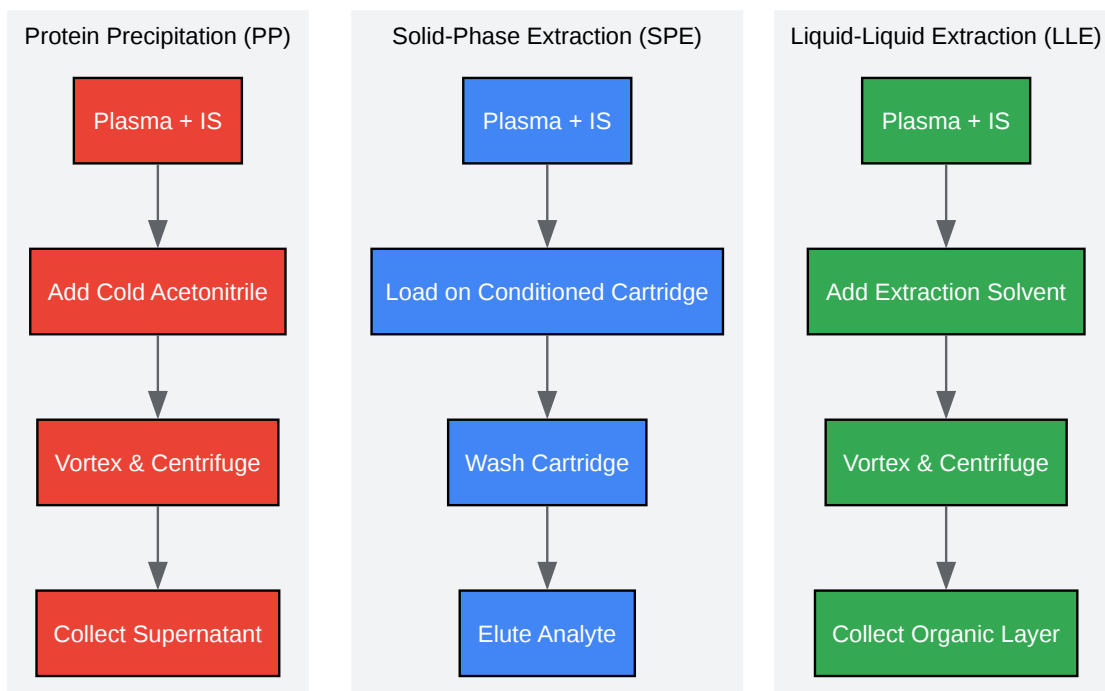 Protein Precipitation (PP)
Plasma + IS
Add Cold Acetonitrile
Vortex & Centrifuge
Collect Supernatant
Solid-Phase Extraction (SPE)
Plasma + IS
Load on Conditioned Cartridge
Wash Cartridge
Elute Analyte
Liquid-Liquid Extraction (LLE)
Plasma + IS
Add Extraction Solvent
Vortex & Centrifuge
Collect Organic Layer